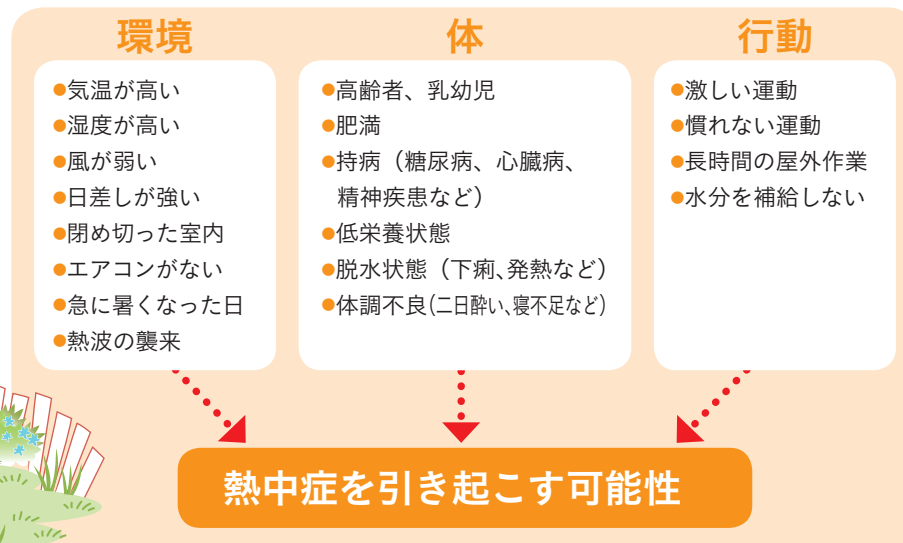 環境
●気温が高い
●湿度が高い
●風が弱い
●日差しが強い
●閉め切った室内
●エアコンがない
●急に暑くなった日
●熱波の襲来
体
●高齢者、乳幼児
●肥満
●持病（糖尿病、心臓病、
精神疾患など）
●低栄養状態
●脱水状態（下痢、発熱など）
●体調不良(二日酔い、寝不足など)
行動
●激しい運動
●慣れない運動
●長時間の屋外作業
●水分を補給しない
熱中症を引き起こす可能性